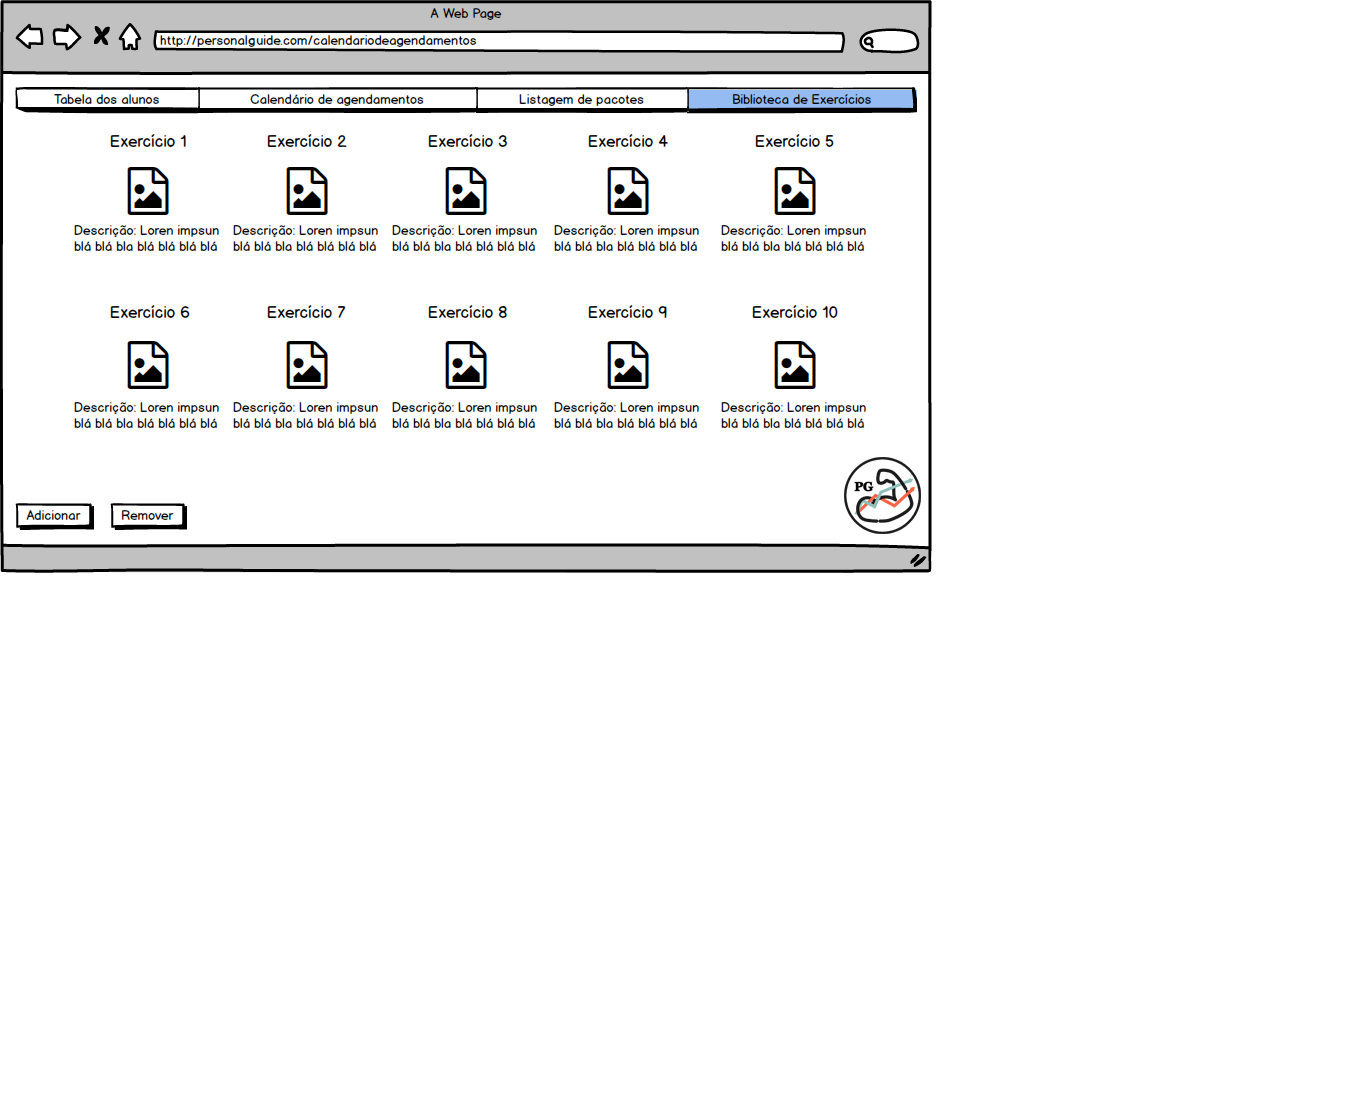 A Web Page
http://personalguide.com/calendariodeagendamentos
Tabela dos alunos Calendário de agendamentos Listagem de pacotes Biblioteca de Exercícios
Exercício 1 Exercício 2 Exercício 3 Exercício 4 Exercício 5
Descrição: Loren impsun Descrição: Loren impsun Descrição: Loren impsun Descrição: Loren impsun Descrição: Loren impsun
blá blá bla blá blá blá blá blá blá bla blá blá blá blá blá blá bla blá blá blá blá blá blá bla blá blá blá blá blá blá bla blá blá blá blá
Exercício 6 Exercício 7 Exercício 8 Exercício 9 Exercício 10
Descrição: Loren impsun Descrição: Loren impsun Descrição: Loren impsun Descrição: Loren impsun Descrição: Loren impsun
blá blá bla blá blá blá blá blá blá bla blá blá blá blá blá blá bla blá blá blá blá blá blá bla blá blá blá blá blá blá bla blá blá blá blá
PG
Adicionar Remover